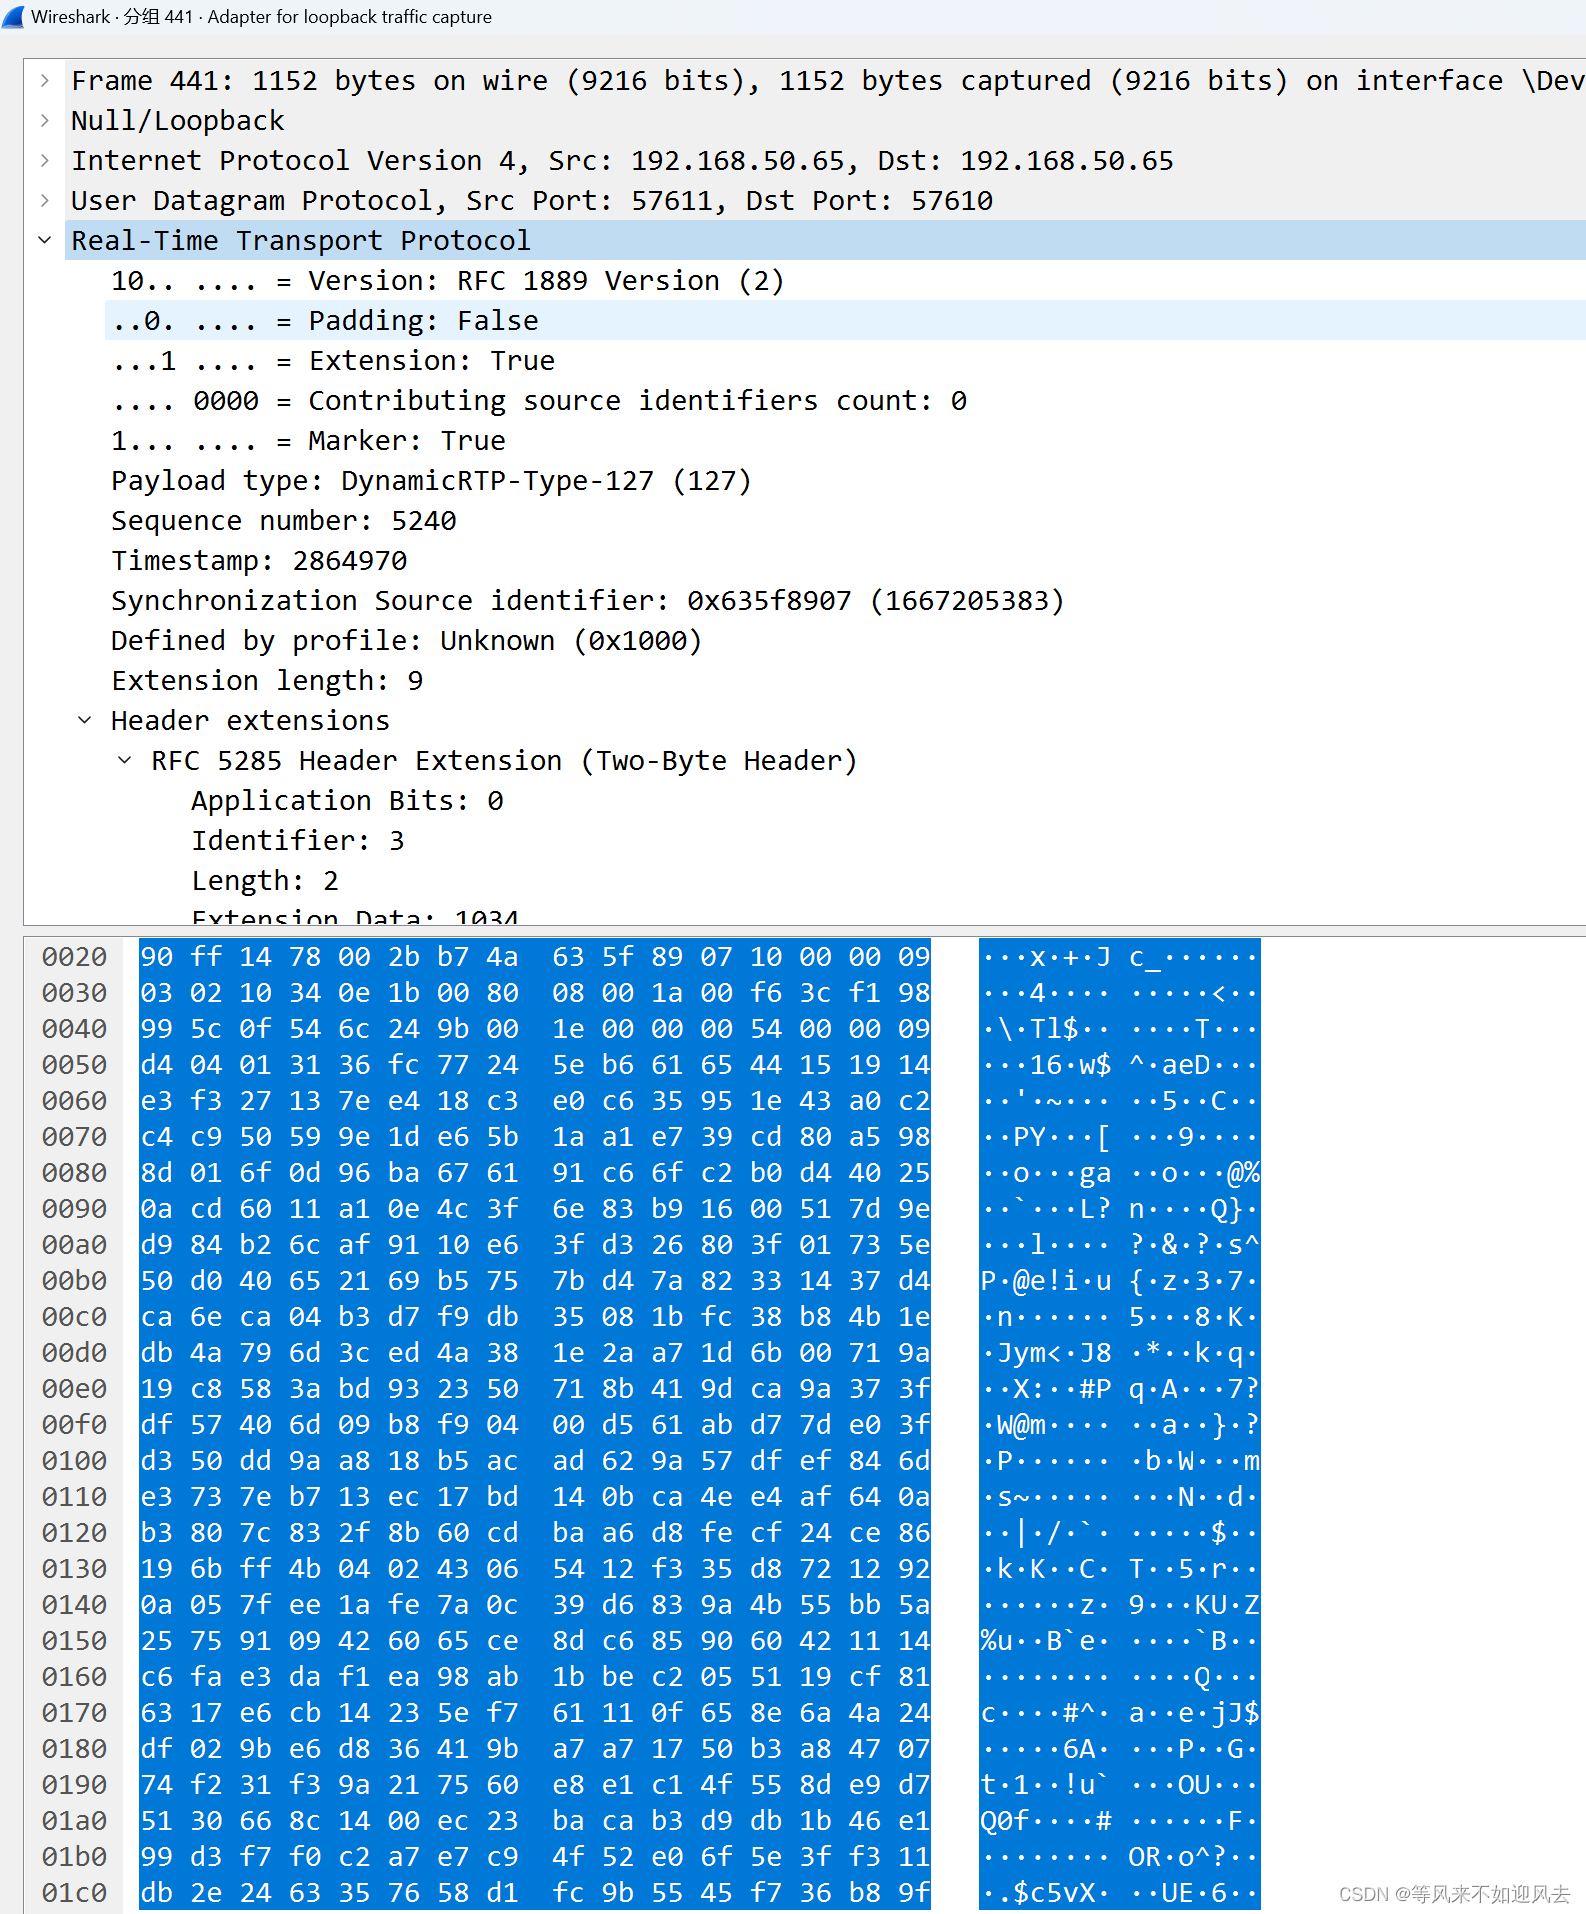 Wireshark · 分组 441 · Adapter for loopback traffic capture
Frame 441: 1152 bytes on wire (9216 bits), 1152 bytes captured (9216 bits) on interface \Dev
Null/Loopback
Internet Protocol Version 4, Src: 192.168.50.65, Dst: 192.168.50.65
User Datagram Protocol, Src Port: 57611, Dst Port: 57610
Real-Time Transport Protocol
10.. .... = Version: RFC 1889 Version (2)
..0. .... = Padding: False
...1 .... = Extension: True
.... 0000 = Contributing source identifiers count: 0
1... .... = Marker: True
Payload type: DynamicRTP-Type-127 (127)
Sequence number: 5240
Timestamp: 2864970
Synchronization Source identifier: 0x635f8907 (1667205383)
Defined by profile: Unknown (0x1000)
Extension length: 9
Header extensions
RFC 5285 Header Extension (Two-Byte Header)
Application Bits: 0
Identifier: 3
Length: 2
Extension Data: 1034
0020 90 ff 14 78 00 2b b7 4a 63 5f 89 07 10 00 00 09 ···x·+·J c_······
0030 03 02 10 34 0e 1b 00 80 08 00 1a 00 f6 3c f1 98 ···4···· ·····<··
0040 99 5c 0f 54 6c 24 9b 00 1e 00 00 00 54 00 00 09 ·\·Tl$·· ····T···
0050 d4 04 01 31 36 fc 77 24 5e b6 61 65 44 15 19 14 ···16·w$ ^·aeD···
0060 e3 f3 27 13 7e e4 18 c3 e0 c6 35 95 1e 43 a0 c2 ··'·~··· ··5··C··
0070 c4 c9 50 59 9e 1d e6 5b 1a a1 e7 39 cd 80 a5 98 ··PY···[ ···9····
0080 8d 01 6f 0d 96 ba 67 61 91 c6 6f c2 b0 d4 40 25 ··o···ga ··o···@%
0090 0a cd 60 11 a1 0e 4c 3f 6e 83 b9 16 00 51 7d 9e ··`···L? n····Q}·
00a0 d9 84 b2 6c af 91 10 e6 3f d3 26 80 3f 01 73 5e ···l···· ?·&·?·s^
00b0 50 d0 40 65 21 69 b5 75 7b d4 7a 82 33 14 37 d4 P·@e!i·u {·z·3·7·
00c0 ca 6e ca 04 b3 d7 f9 db 35 08 1b fc 38 b8 4b 1e ·n······ 5···8·K·
00d0 db 4a 79 6d 3c ed 4a 38 1e 2a a7 1d 6b 00 71 9a ·Jym<·J8 ·*··k·q·
00e0 19 c8 58 3a bd 93 23 50 71 8b 41 9d ca 9a 37 3f ··X:··#P q·A···7?
00f0 df 57 40 6d 09 b8 f9 04 00 d5 61 ab d7 7d e0 3f ·W@m···· ··a··}·?
0100 d3 50 dd 9a a8 18 b5 ac ad 62 9a 57 df ef 84 6d ·P······ ·b·W···m
0110 e3 73 7e b7 13 ec 17 bd 14 0b ca 4e e4 af 64 0a ·s~····· ···N··d·
0120 b3 80 7c 83 2f 8b 60 cd ba a6 d8 fe cf 24 ce 86 ··|·/·`· ·····$··
0130 19 6b ff 4b 04 02 43 06 54 12 f3 35 d8 72 12 92 ·k·K··C· T··5·r··
0140 0a 05 7f ee 1a fe 7a 0c 39 d6 83 9a 4b 55 bb 5a ······z· 9···KU·Z
0150 25 75 91 09 42 60 65 ce 8d c6 85 90 60 42 11 14 %u··B`e· ····`B··
0160 c6 fa e3 da f1 ea 98 ab 1b be c2 05 51 19 cf 81 ········ ····Q···
0170 63 17 e6 cb 14 23 5e f7 61 11 0f 65 8e 6a 4a 24 c····#^· a··e·jJ$
0180 df 02 9b e6 d8 36 41 9b a7 a7 17 50 b3 a8 47 07 ·····6A· ···P··G·
0190 74 f2 31 f3 9a 21 75 60 e8 e1 c1 4f 55 8d e9 d7 t·1··!u` ···OU···
01a0 51 30 66 8c 14 00 ec 23 ba ca b3 d9 db 1b 46 e1 Q0f····# ······F·
01b0 99 d3 f7 f0 c2 a7 e7 c9 4f 52 e0 6f 5e 3f f3 11 ········ OR·o^?··
01c0 db 2e 24 63 35 76 58 d1 fc 9b 55 45 f7 36 b8 9f ·.$c5vX· ··UE·6··
CSDN @等风来不如迎风去